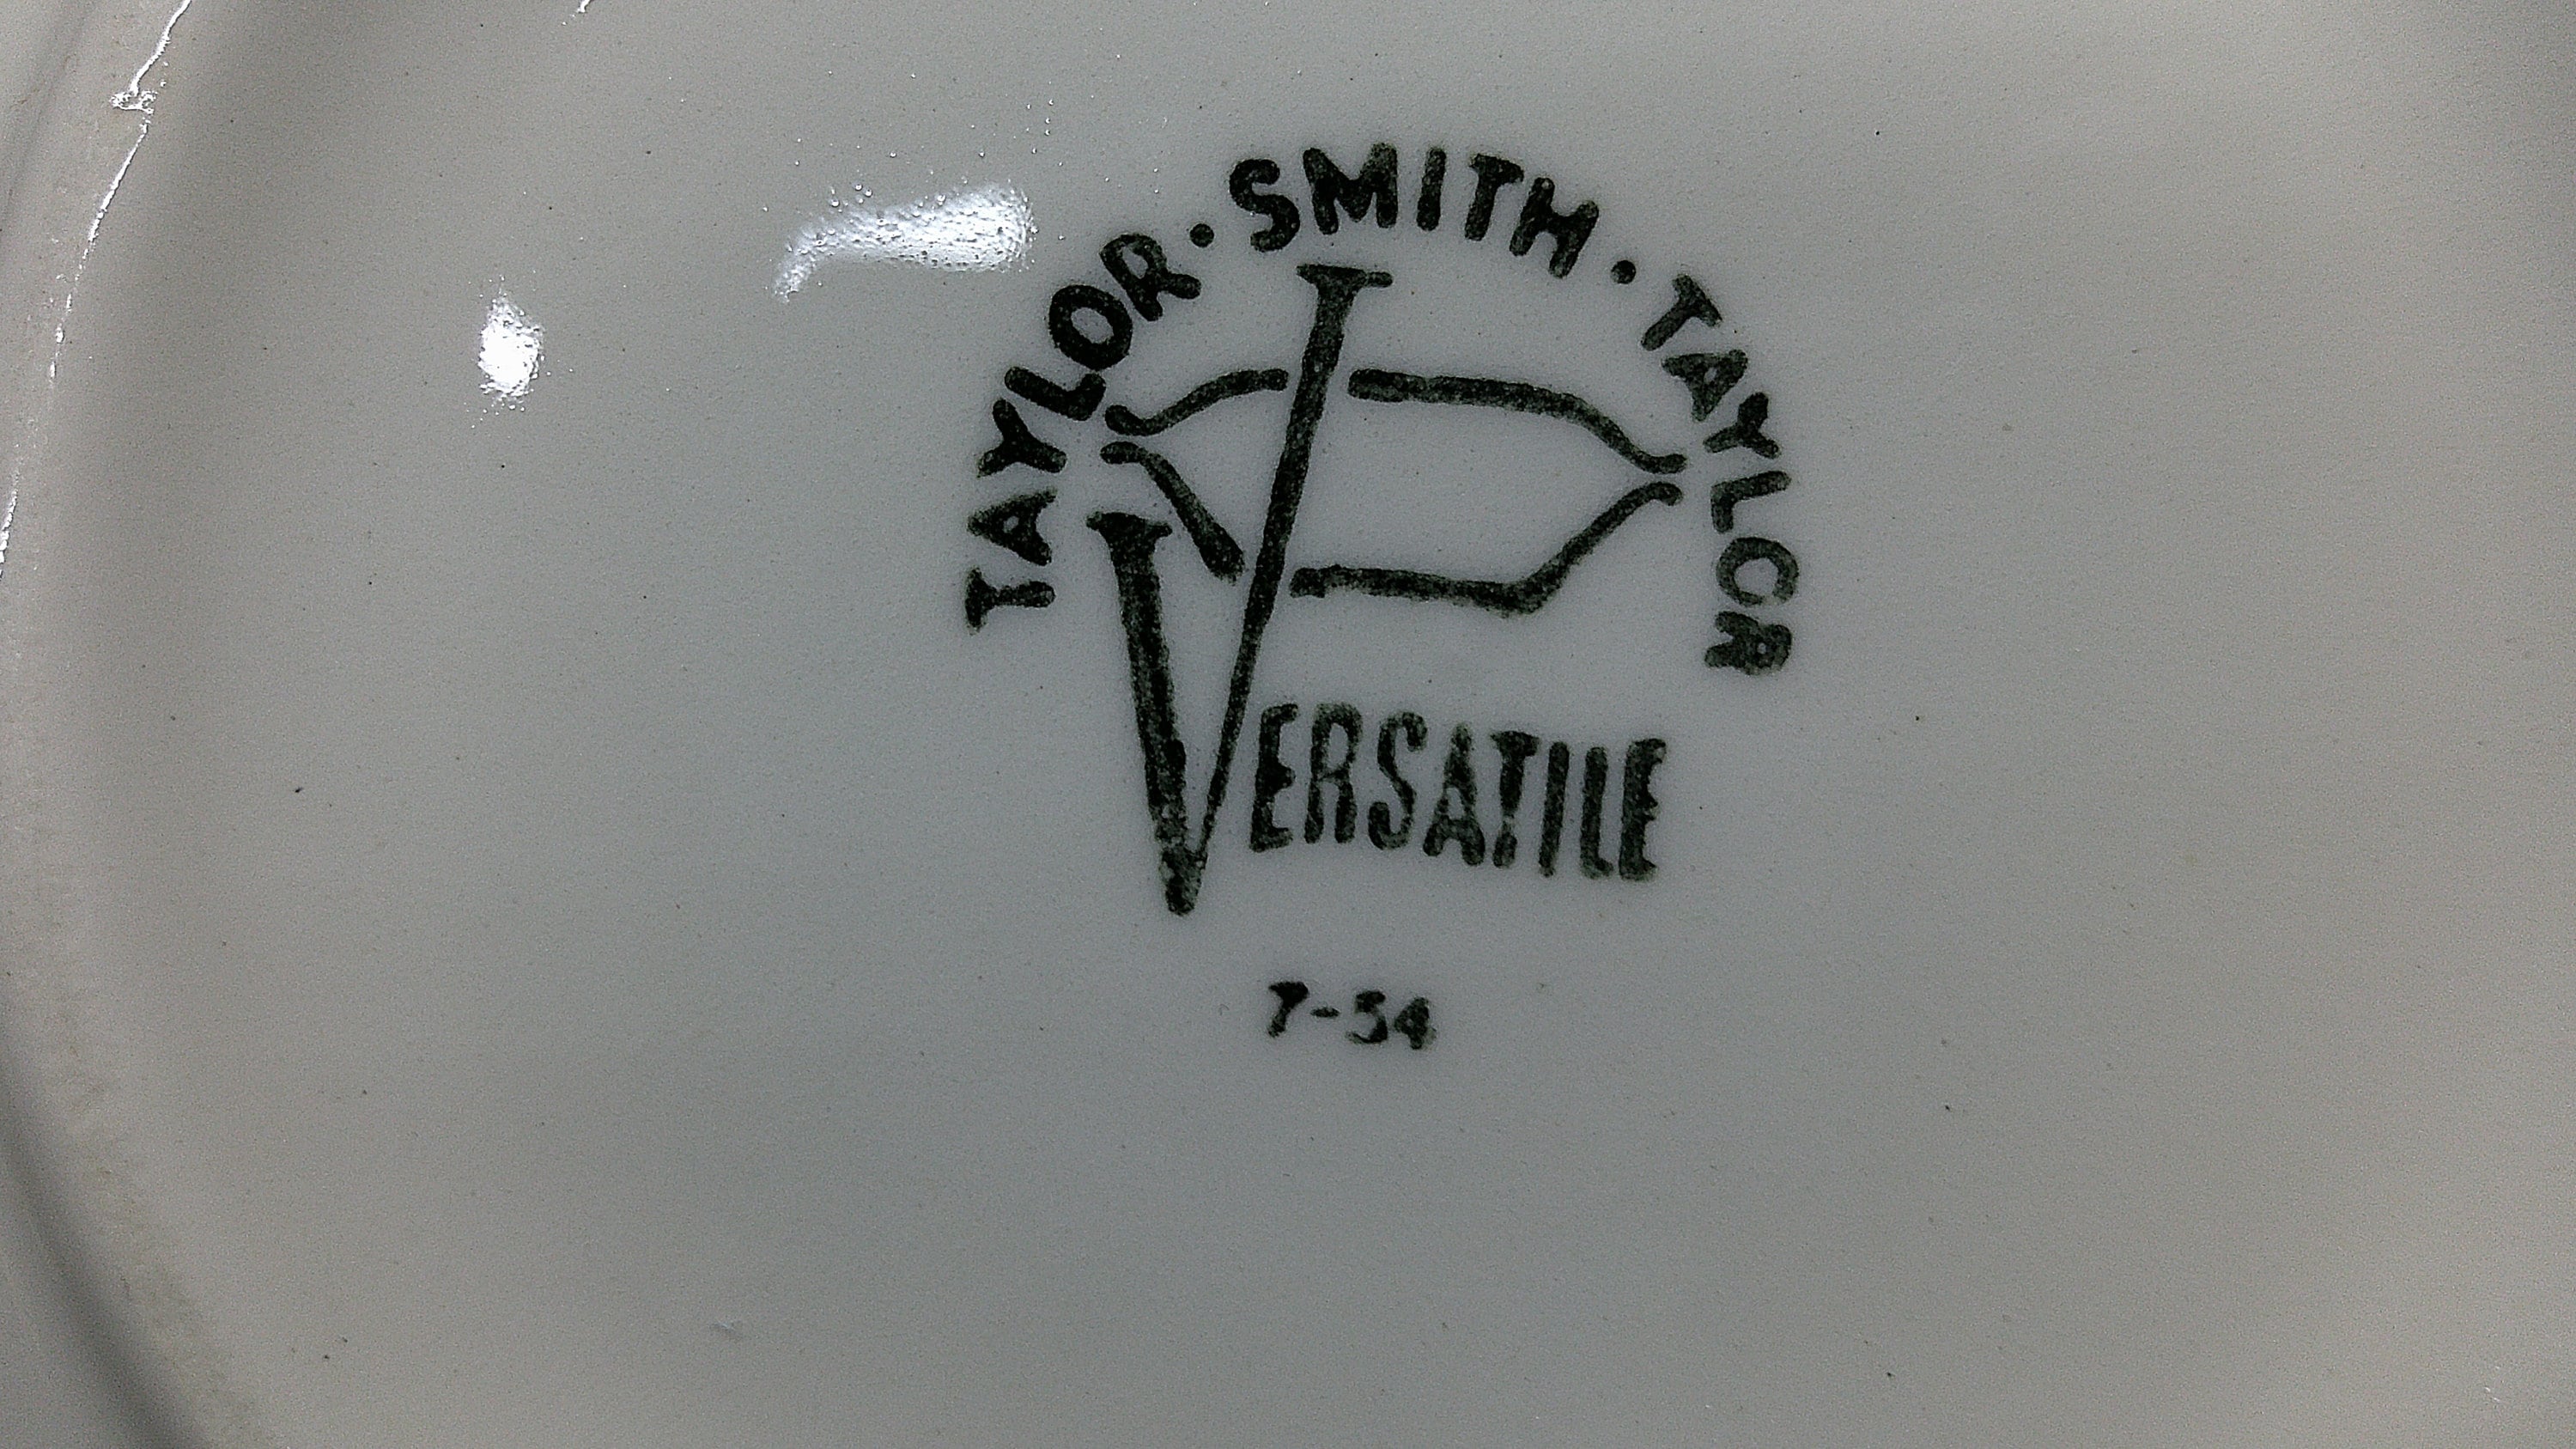 TAYLOR · SMITH · TAYLOR
VERSATILE
7-54